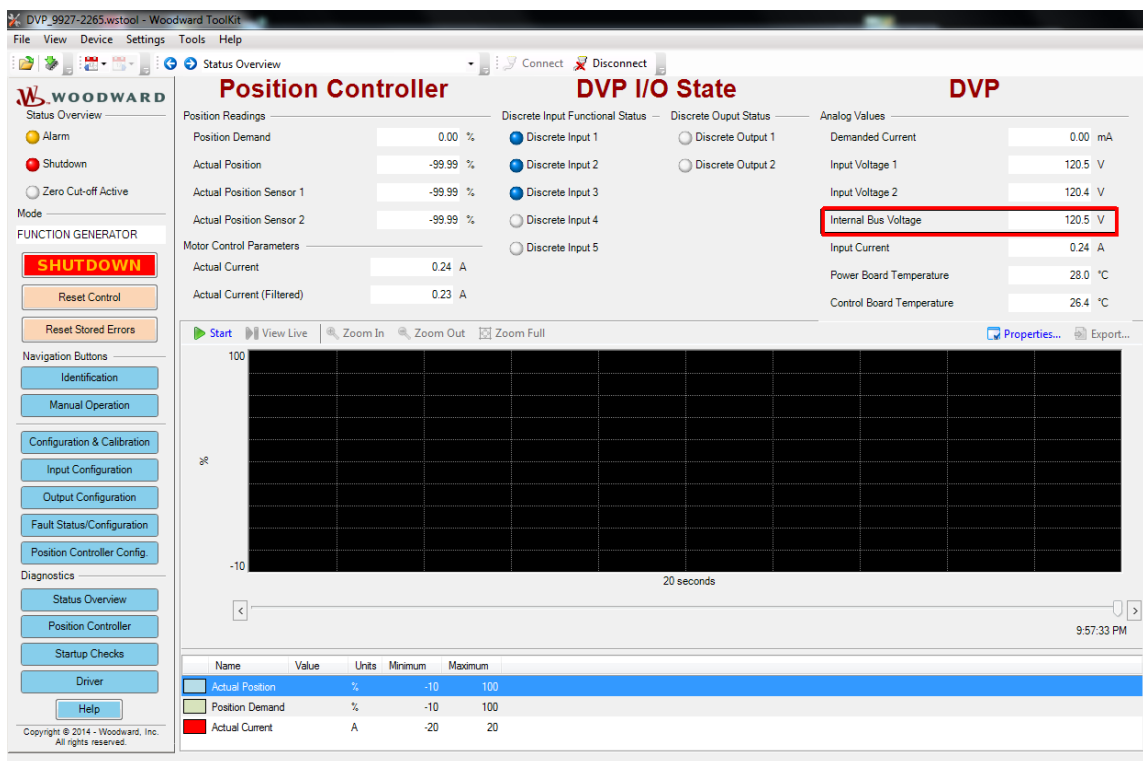 DVP_9927-2265.wstool - Woodward ToolKit
File View Device Settings Tools Help
Status Overview Connect Disconnect
WOODWARD
Status Overview
Alarm
Shutdown
Zero Cut-off Active
Mode
FUNCTION GENERATOR
SHUTDOWN
Reset Control
Reset Stored Errors
Navigation Buttons
Identification
Manual Operation
Configuration & Calibration
Input Configuration
Output Configuration
Fault Status/Configuration
Position Controller Config.
Diagnostics
Status Overview
Position Controller
Startup Checks
Driver
Help
Copyright © 2014 - Woodward, Inc.
All rights reserved.
Position Controller
Position Readings
Position Demand 0.00 %
Actual Position -99.99 %
Actual Position Sensor 1 -99.99 %
Actual Position Sensor 2 -99.99 %
Motor Control Parameters
Actual Current 0.24 A
Actual Current (Filtered) 0.23 A
DVP I/O State
Discrete Input Functional Status
Discrete Input 1
Discrete Input 2
Discrete Input 3
Discrete Input 4
Discrete Input 5
Discrete Ouput Status
Discrete Output 1
Discrete Output 2
DVP
Analog Values
Demanded Current 0.00 mA
Input Voltage 1 120.5 V
Input Voltage 2 120.4 V
Internal Bus Voltage 120.5 V
Input Current 0.24 A
Power Board Temperature 28.0 °C
Control Board Temperature 26.4 °C
Start View Live Zoom In Zoom Out Zoom Full Properties... Export...
100
%
-10
20 seconds
< >
9:57:33 PM
Name Value Units Minimum Maximum
Actual Position % -10 100
Position Demand % -10 100
Actual Current A -20 20